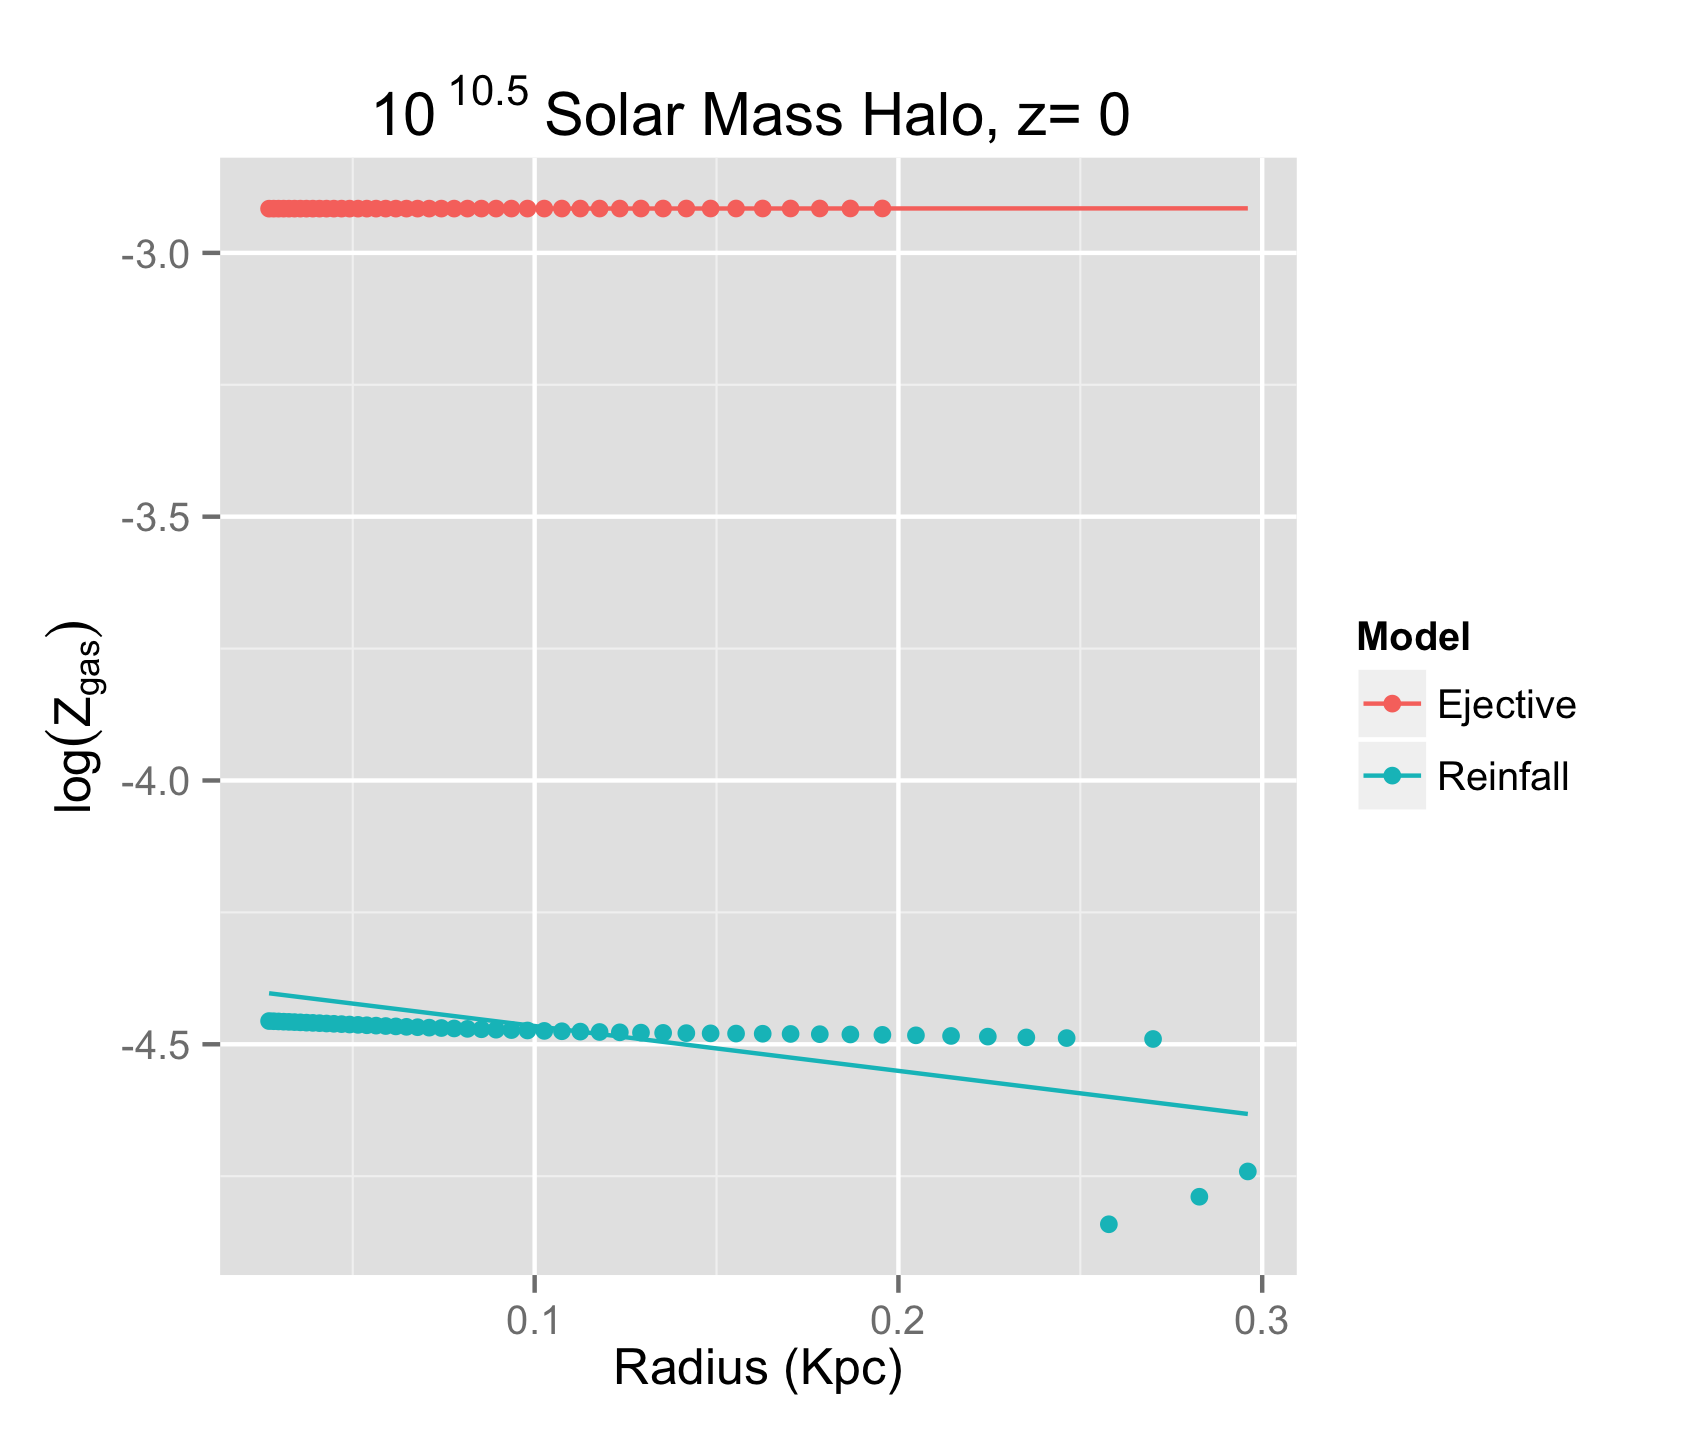 10 10.5 Solar Mass Halo, z= 0
-3.0
-3.5
-4.0
-4.5
log(Zgas)
0.1 0.2 0.3
Radius (Kpc)
Model
Ejective
Reinfall